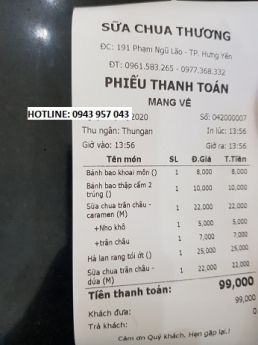 SỮA CHUA THƯƠNG
ĐC: 191 Phạm Ngũ Lão - TP. Hưng Yên
ĐT: 0961.583.265 - 0977.368.332
PHIẾU THANH TOÁN
MANG VỀ
HOTLINE: 0943 957 043
2020 Số: 042000007
Thu ngân: Thungan In lúc: 13:56
Giờ vào: 13:56 Giờ ra: 13:56
Tên món SL Đ.Giá T.Tiền
Bánh bao khoai môn () 1 8,000 8,000
Bánh bao thập cẩm 2 trứng () 1 10,000 10,000
Sữa chua trân châu - caramen (M) 1 22,000 22,000
+Nho khô 1 5,000 5,000
+trân châu 1 7,000 7,000
Hà lan rang tỏi ớt () 1 25,000 25,000
Sữa chua trân châu - dừa (M) 1 22,000 22,000
Tiền thanh toán: 99,000
Khách đưa: 99,000
Trả khách: 0
Cảm ơn Quý khách. Hẹn gặp lại!